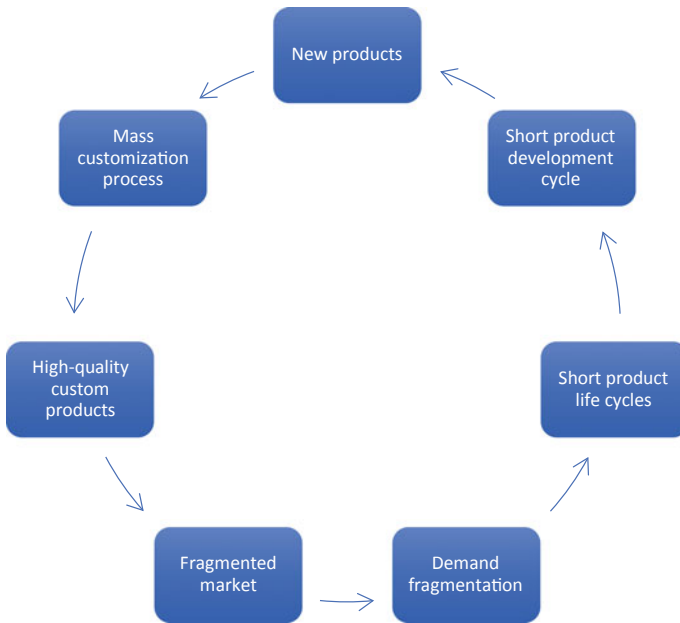 New products
Mass
customization
process
Short product
development
cycle
High-quality
custom
products
Short product
life cycles
Fragmented
market
Demand
fragmentation